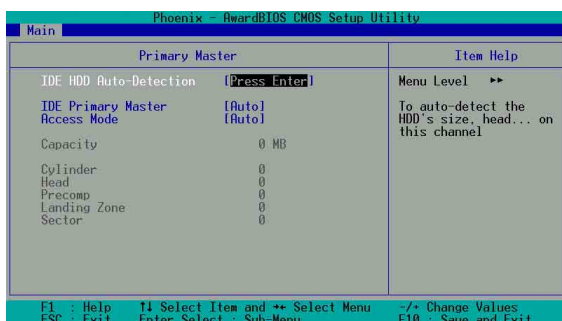 Phoenix - AwardBIOS CMOS Setup Utility
Main
Primary Master
Item Help
IDE HDD Auto-Detection [Press Enter]
Menu Level ▸▸
IDE Primary Master [Auto]
To auto-detect the
Access Mode [Auto]
HDD's size, head... on
this channel
Capacity 0 MB
Cylinder 0
Head 0
Precomp 0
Landing Zone 0
Sector 0
F1 : Help ↑↓ Select Item and →← Select Menu -/+ Change Values
ESC : Exit Enter Select : Sub-Menu F10 : Save and Exit